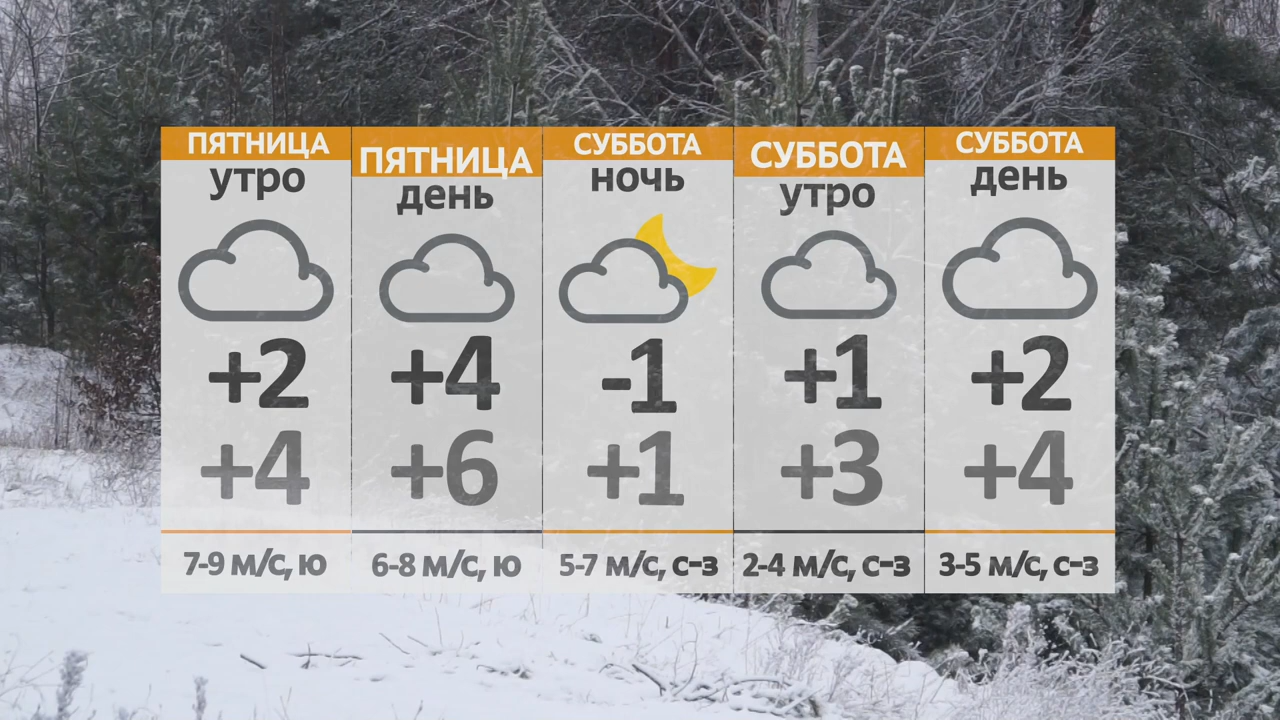 ПЯТНИЦА
утро
+2
+4
7-9 м/с, ю
ПЯТНИЦА
день
+4
+6
6-8 м/с, ю
СУББОТА
ночь
-1
+1
5-7 м/с, с-з
СУББОТА
утро
+1
+3
2-4 м/с, с-з
СУББОТА
день
+2
+4
3-5 м/с, с-з